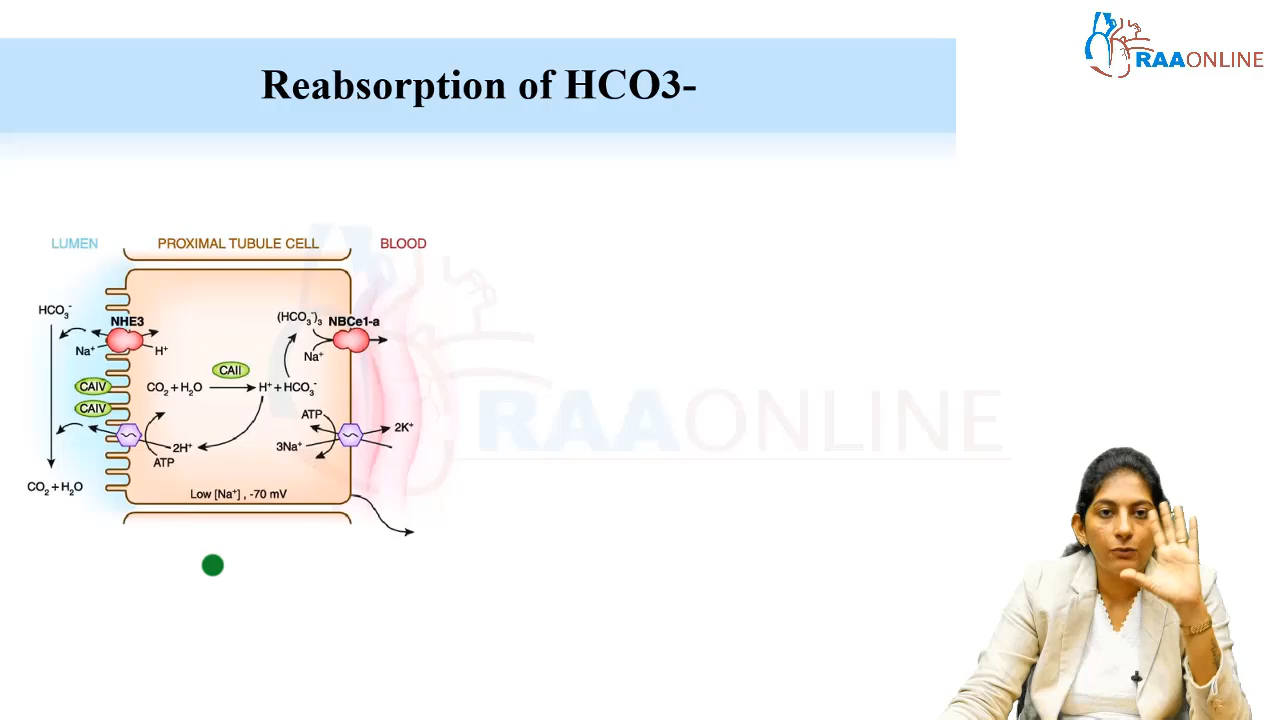 RAAONLINE
Reabsorption of HCO3-
LUMEN
PROXIMAL TUBULE CELL
BLOOD
HCO₃⁻
NHE3
(HCO₃⁻)₃
NBCe1-a
Na⁺
H⁺
Na⁺
CAII
CAIV
CO₂ + H₂O
H⁺ + HCO₃⁻
CAIV
ATP
2K⁺
2H⁺
3Na⁺
ATP
CO₂ + H₂O
Low [Na⁺] , -70 mV
RAAONLINE